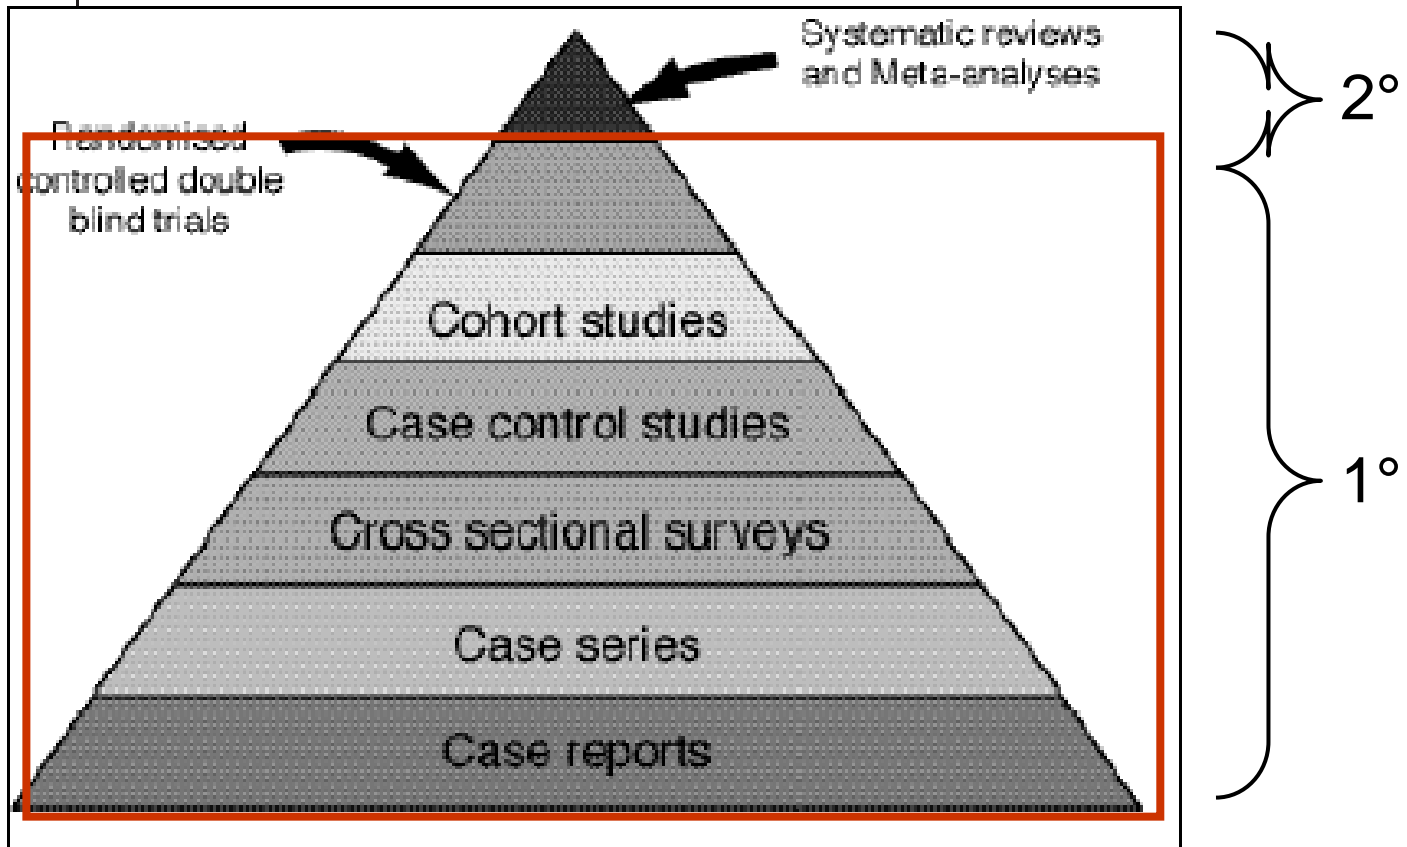 Systematic reviews
and Meta-analyses
2°
Randomised
controlled double
blind trials
Cohort studies
Case control studies
1°
Cross sectional surveys
Case series
Case reports